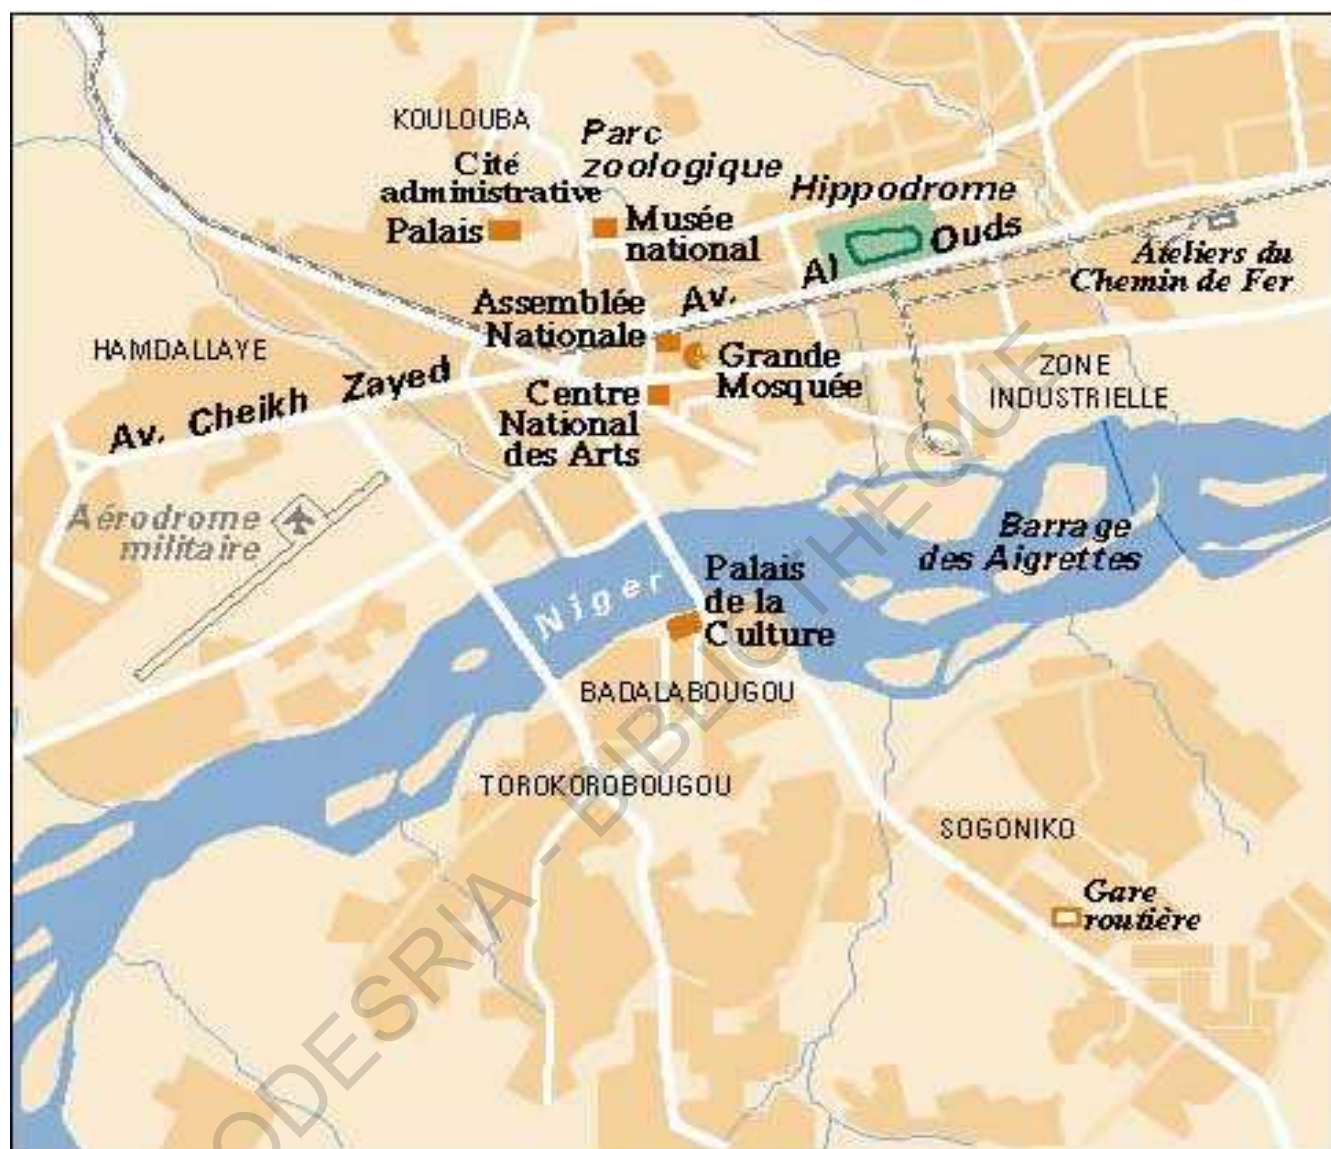 KOULOUBA
Parc
zoologique
Cité
administrative
Palais
Musée
national
Hippodrome
Av. Al Ouds
Ateliers du
Chemin de Fer
Assemblée
Nationale
Grande
Mosquée
HAMDALLAYE
Av. Cheikh Zayed
Centre
National
des Arts
ZONE
INDUSTRIELLE
Aérodrome
militaire
Barrage
des Aigrettes
Niger
Palais
de la
Culture
BADALABOUGOU
TOROKOROBOUGOU
SOGONIKO
Gare
routière
CODESRIA - BIBLIOTHEQUE